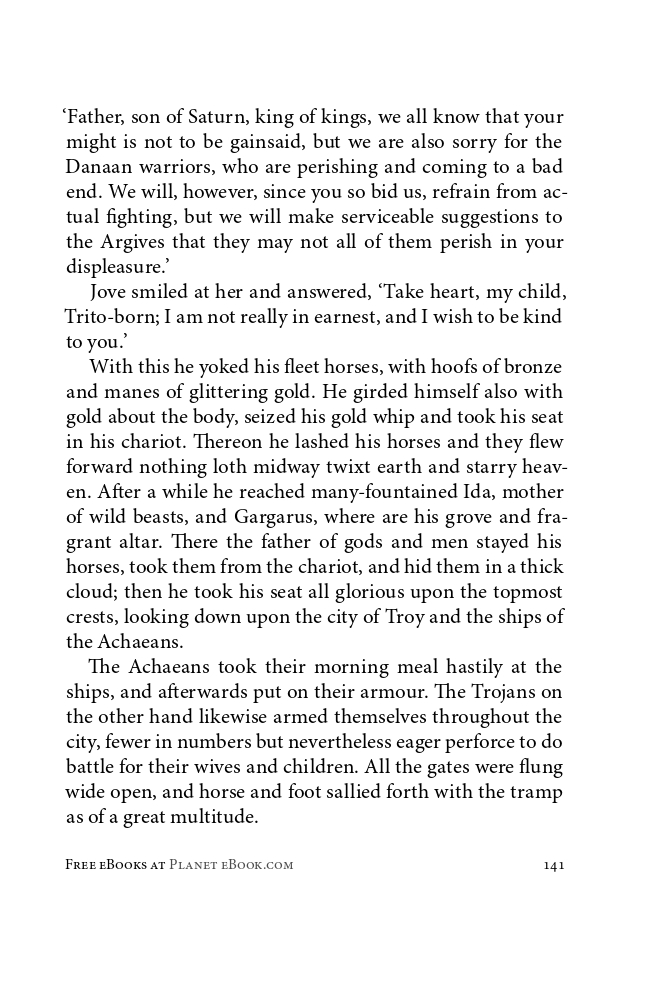 ‘Father, son of Saturn, king of kings, we all know that your
might is not to be gainsaid, but we are also sorry for the
Danaan warriors, who are perishing and coming to a bad
end. We will, however, since you so bid us, refrain from ac-
tual fighting, but we will make serviceable suggestions to
the Argives that they may not all of them perish in your
displeasure.’
Jove smiled at her and answered, ‘Take heart, my child,
Trito-born; I am not really in earnest, and I wish to be kind
to you.’
With this he yoked his fleet horses, with hoofs of bronze
and manes of glittering gold. He girded himself also with
gold about the body, seized his gold whip and took his seat
in his chariot. Thereon he lashed his horses and they flew
forward nothing loth midway twixt earth and starry heav-
en. After a while he reached many-fountained Ida, mother
of wild beasts, and Gargarus, where are his grove and fra-
grant altar. There the father of gods and men stayed his
horses, took them from the chariot, and hid them in a thick
cloud; then he took his seat all glorious upon the topmost
crests, looking down upon the city of Troy and the ships of
the Achaeans.
The Achaeans took their morning meal hastily at the
ships, and afterwards put on their armour. The Trojans on
the other hand likewise armed themselves throughout the
city, fewer in numbers but nevertheless eager perforce to do
battle for their wives and children. All the gates were flung
wide open, and horse and foot sallied forth with the tramp
as of a great multitude.
Free eBooks at Planet eBook.com 141